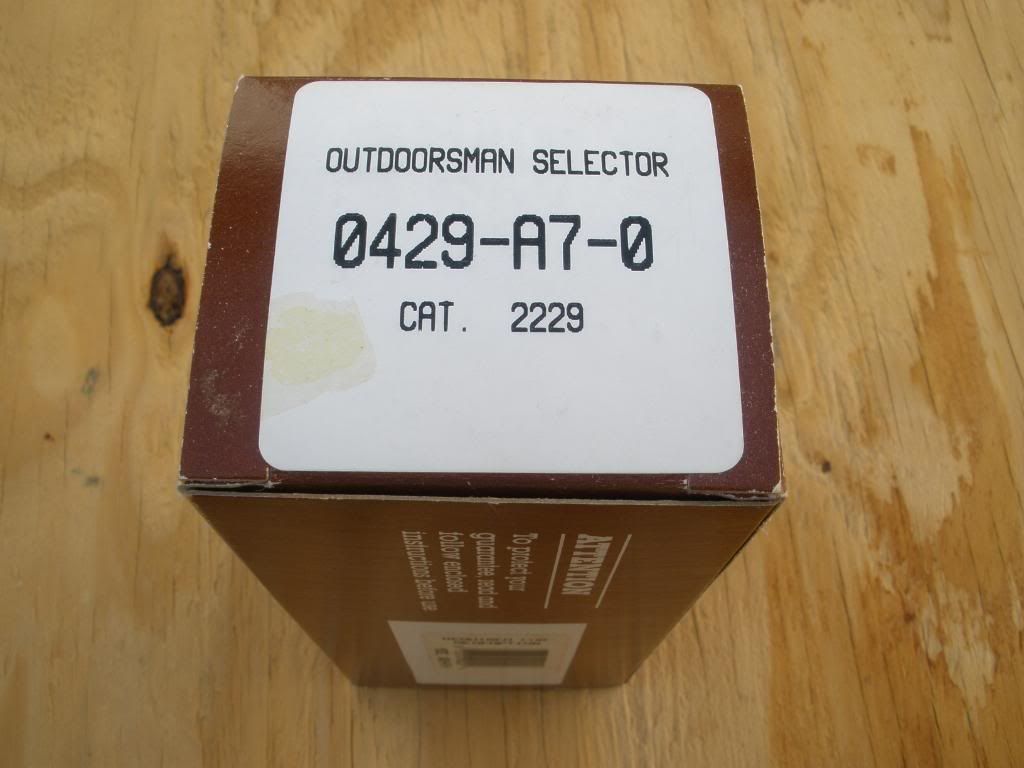 OUTDOORSMAN SELECTOR
0429-A7-0
CAT. 2229
ATTENTION
To protect your
guarantee read and
follow enclosed
instructions before use